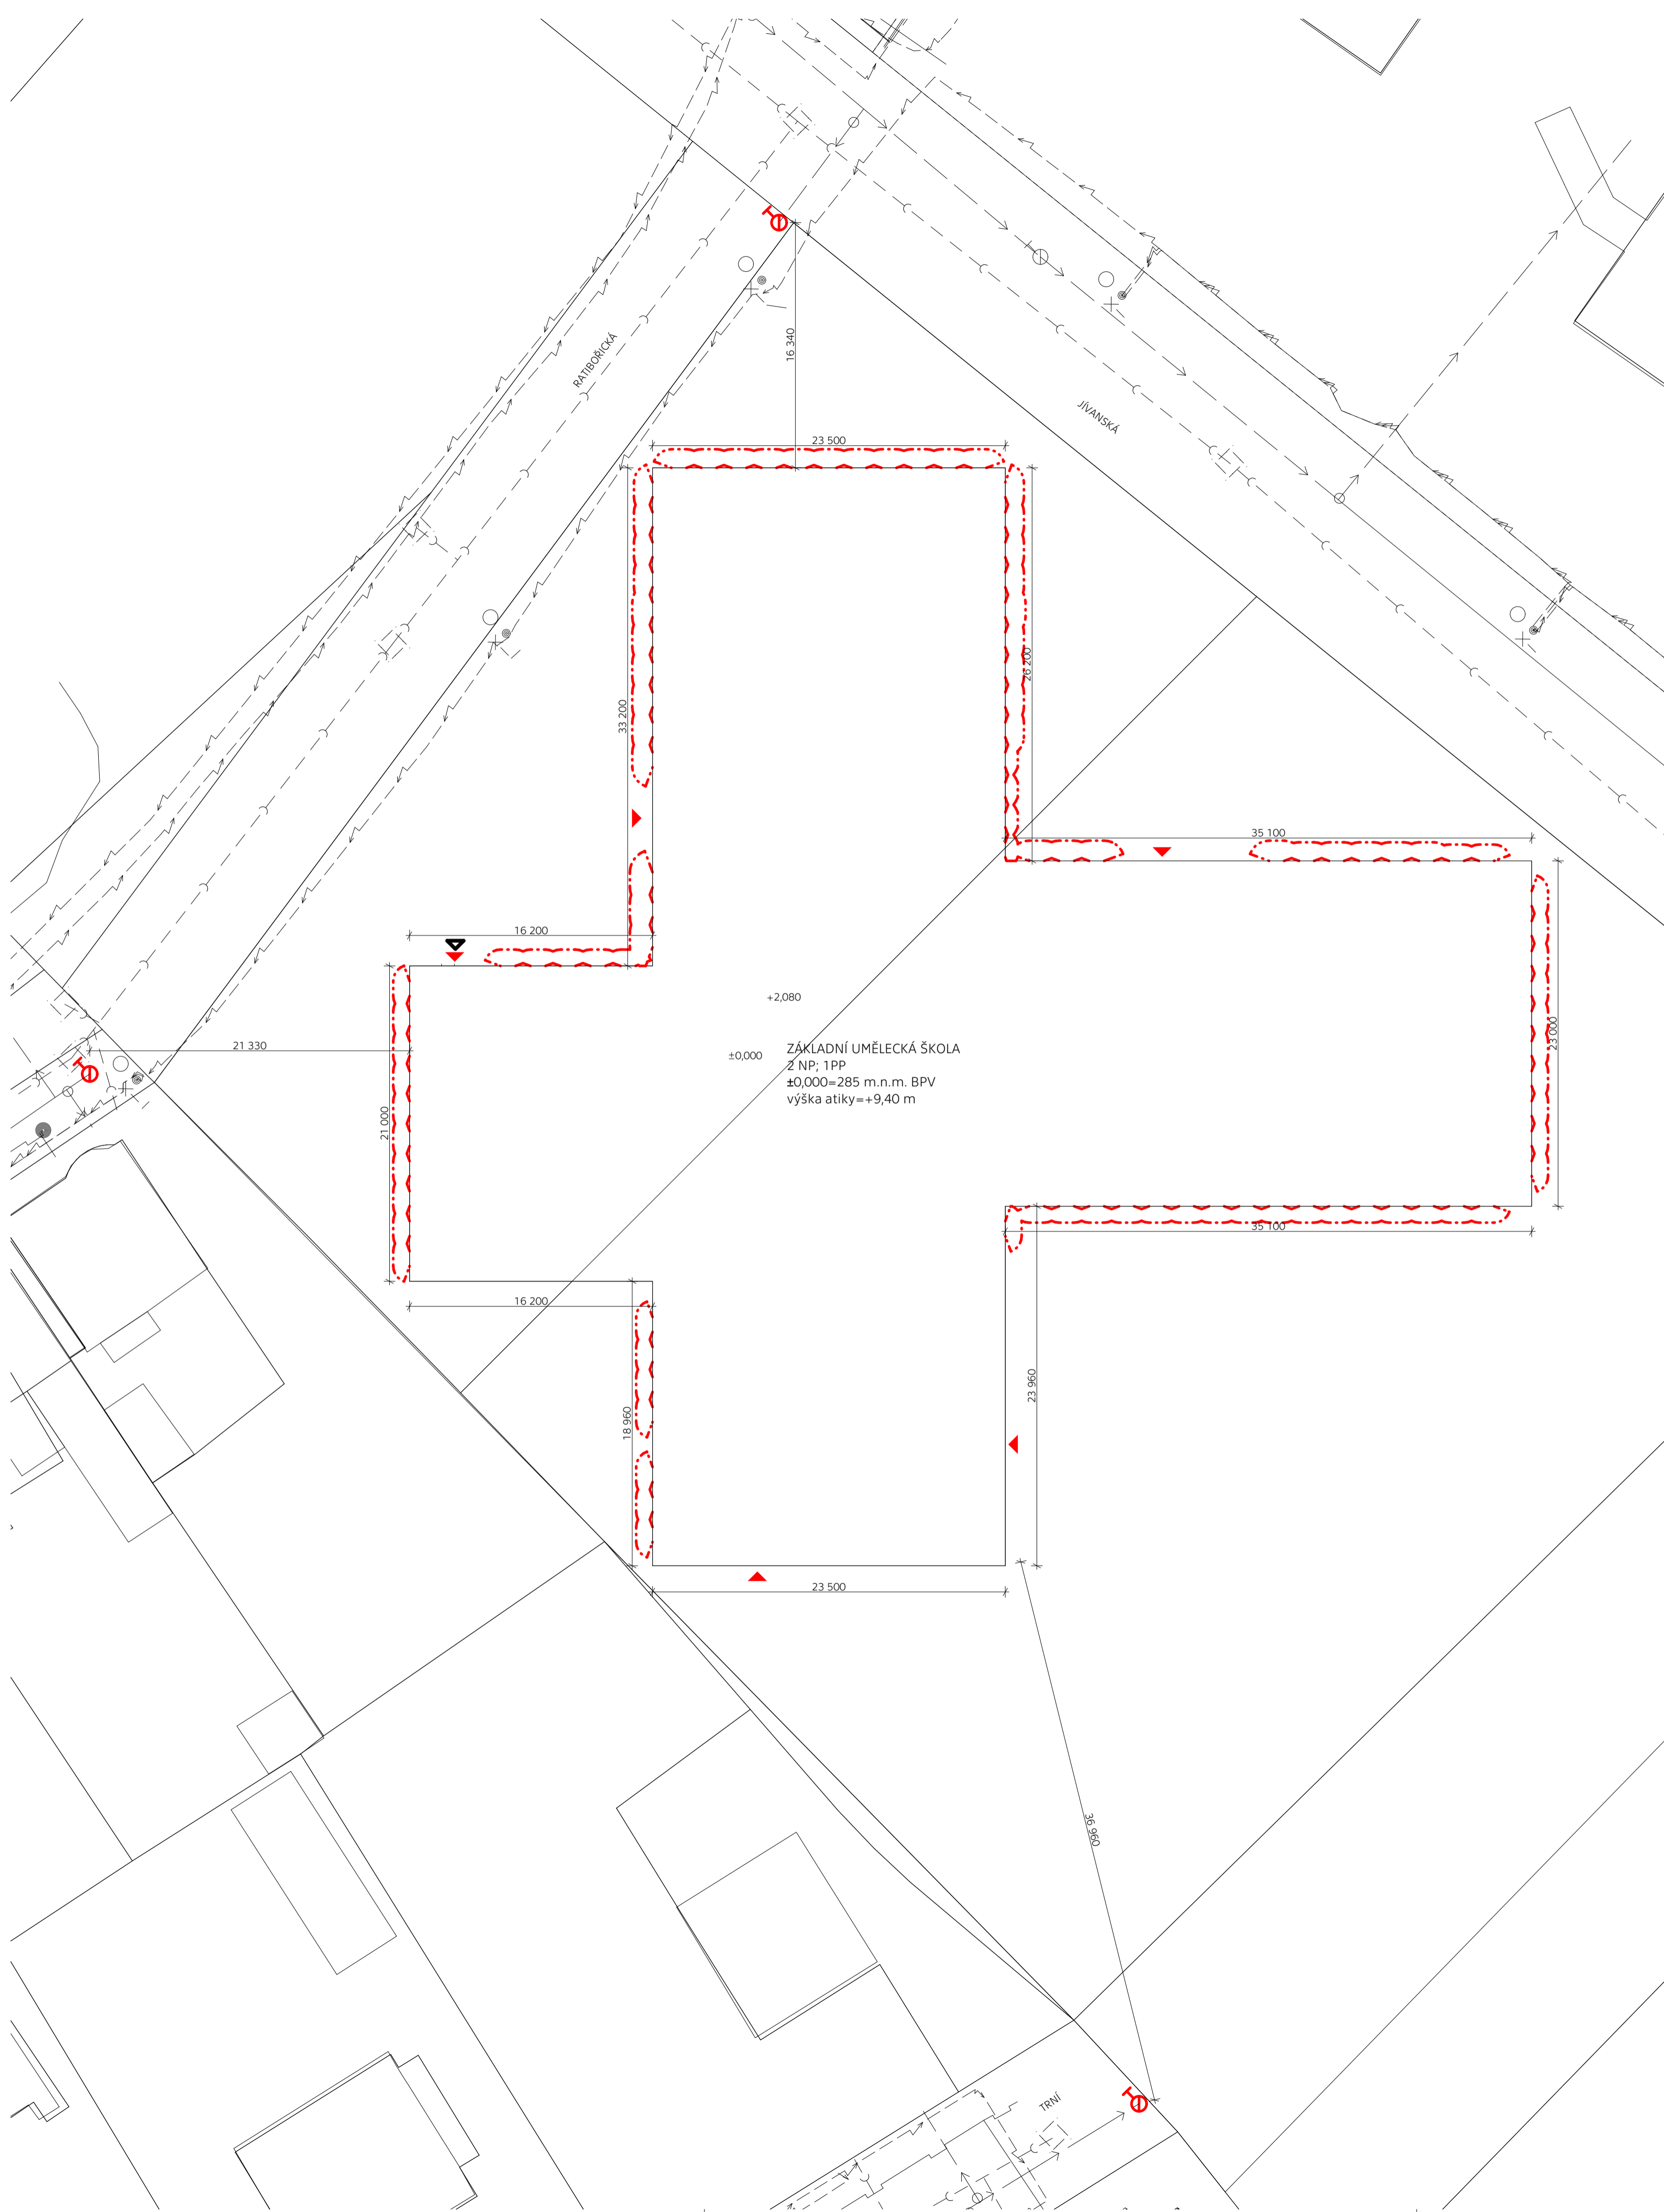 16 340
RATIBOŘICKÁ
JÍVANSKÁ
23 500
26 200
33 200
35 100
16 200
+2,080
21 330
±0,000
ZÁKLADNÍ UMĚLECKÁ ŠKOLA
2 NP; 1PP
±0,000=285 m.n.m. BPV
výška atiky=+9,40 m
23 000
21 000
35 100
16 200
23 960
18 960
23 500
36 960
TRNÍ